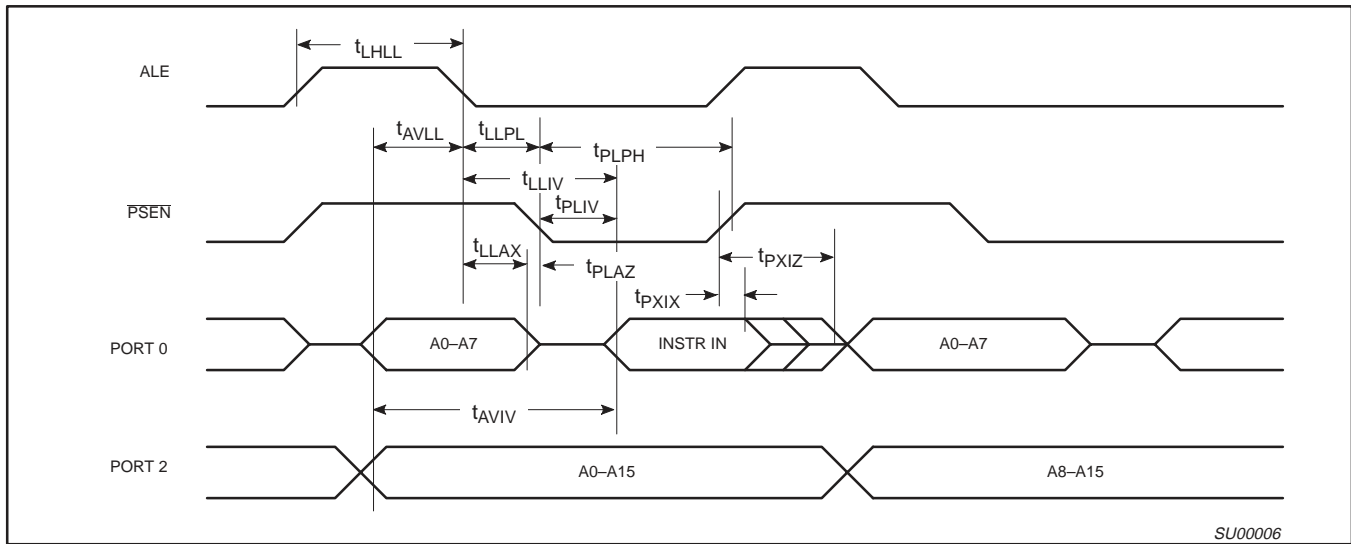 tLHLL
ALE
tAVLL tLLPL tPLPH
tLLIV
PSEN
tPLIV
tLLAX tPLAZ tPXIZ
tPXIX
PORT 0 A0–A7 INSTR IN A0–A7
tAVIV
PORT 2 A0–A15 A8–A15
SU00006